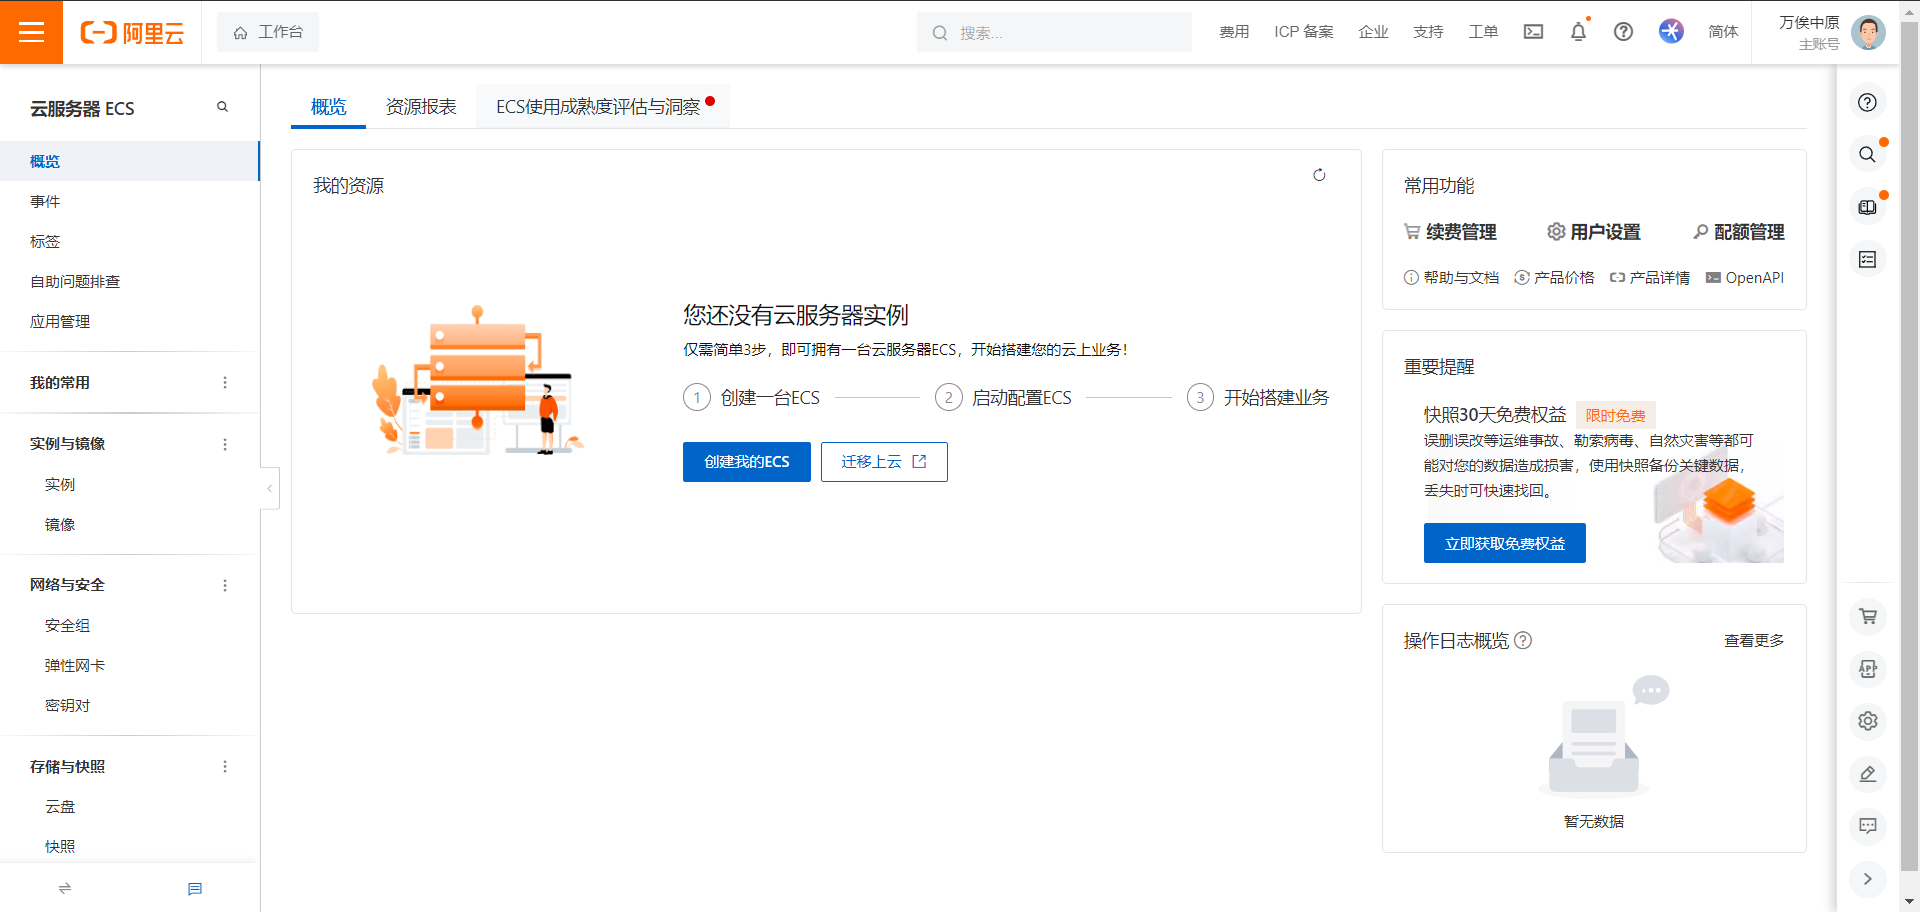 阿里云
工作台
搜索...
费用
ICP 备案
企业
支持
工单
简体
万俟中原
主账号
云服务器 ECS
概览
事件
标签
自助问题排查
应用管理
我的常用
实例与镜像
实例
镜像
网络与安全
安全组
弹性网卡
密钥对
存储与快照
云盘
快照
概览
资源报表
ECS使用成熟度评估与洞察
我的资源
您还没有云服务器实例
仅需简单3步，即可拥有一台云服务器ECS，开始搭建您的云上业务！
1 创建一台ECS
2 启动配置ECS
3 开始搭建业务
创建我的ECS
迁移上云
常用功能
续费管理
用户设置
配额管理
帮助与文档
产品价格
产品详情
OpenAPI
重要提醒
快照30天免费权益 限时免费
误删误改等运维事故、勒索病毒、自然灾害等都可
能对您的数据造成损害，使用快照备份关键数据，
丢失时可快速找回。
立即获取免费权益
操作日志概览
查看更多
暂无数据
APP